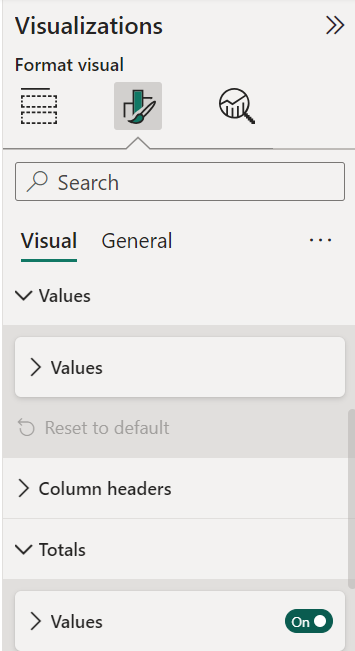 Visualizations
Format visual
Search
Visual General
Values
Values
Reset to default
Column headers
Totals
Values On